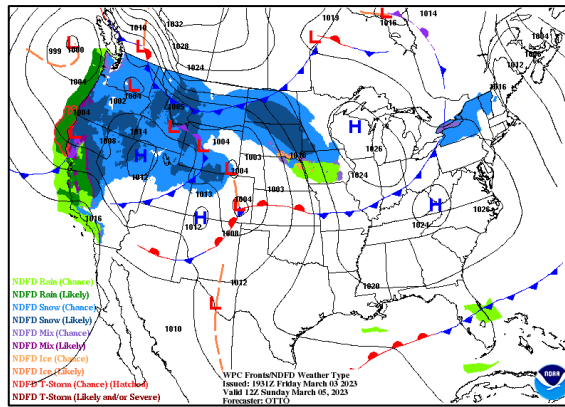 1010
1032
1028
1024
999
1000
1004
1002
1004
1004
1014
1008
1012
1016
1005
1004
1003
1004
1003
1004
1008
1013
1012
1012
1010
1019
1016
1014
1004
1012
1016
1026
1024
1026
1024
1020
H
H
H
H
L
L
L
L
L
L
L
L
L
L
L
L
NDFD Rain (Chance)
NDFD Rain (Likely)
NDFD Snow (Chance)
NDFD Snow (Likely)
NDFD Mix (Chance)
NDFD Mix (Likely)
NDFD Ice (Chance)
NDFD Ice (Likely)
NDFD T-Storm (Chance) (Hatched)
NDFD T-Storm (Likely and/or Severe)
WPC Fronts/NDFD Weather Type
Issued: 1931Z Friday March 03 2023
Valid 12Z Sunday March 05, 2023
Forecaster: OTTO
NOAA